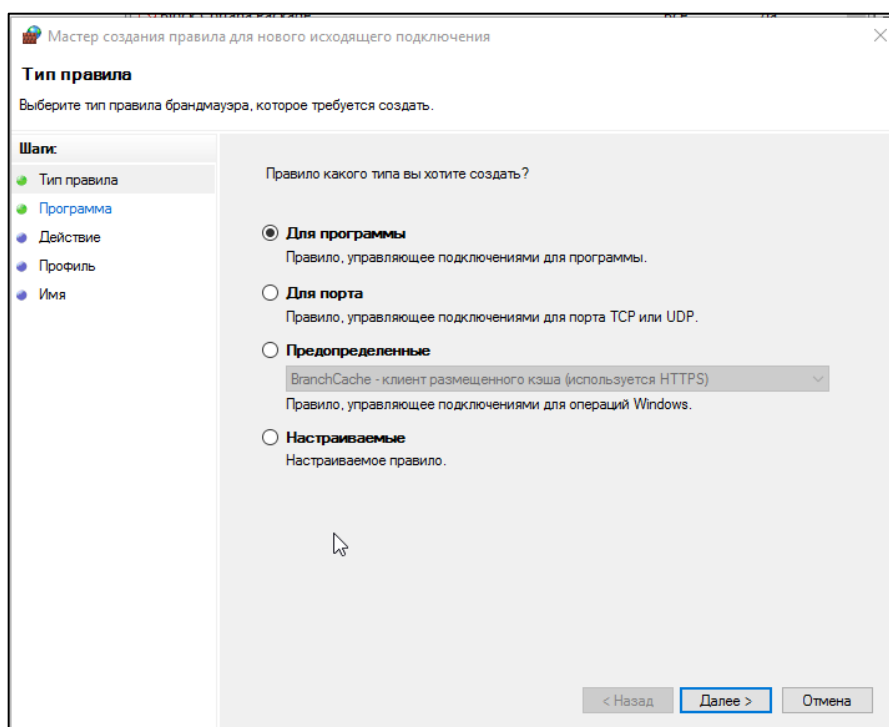 Мастер создания правила для нового исходящего подключения
Тип правила
Выберите тип правила брандмауэра, которое требуется создать.
Шаги:
Тип правила
Программа
Действие
Профиль
Имя
Правило какого типа вы хотите создать?
Для программы
Правило, управляющее подключениями для программы.
Для порта
Правило, управляющее подключениями для порта TCP или UDP.
Предопределенные
BranchCache - клиент размещенного кэша (используется HTTPS)
Правило, управляющее подключениями для операций Windows.
Настраиваемые
Настраиваемое правило.
< Назад Далее > Отмена